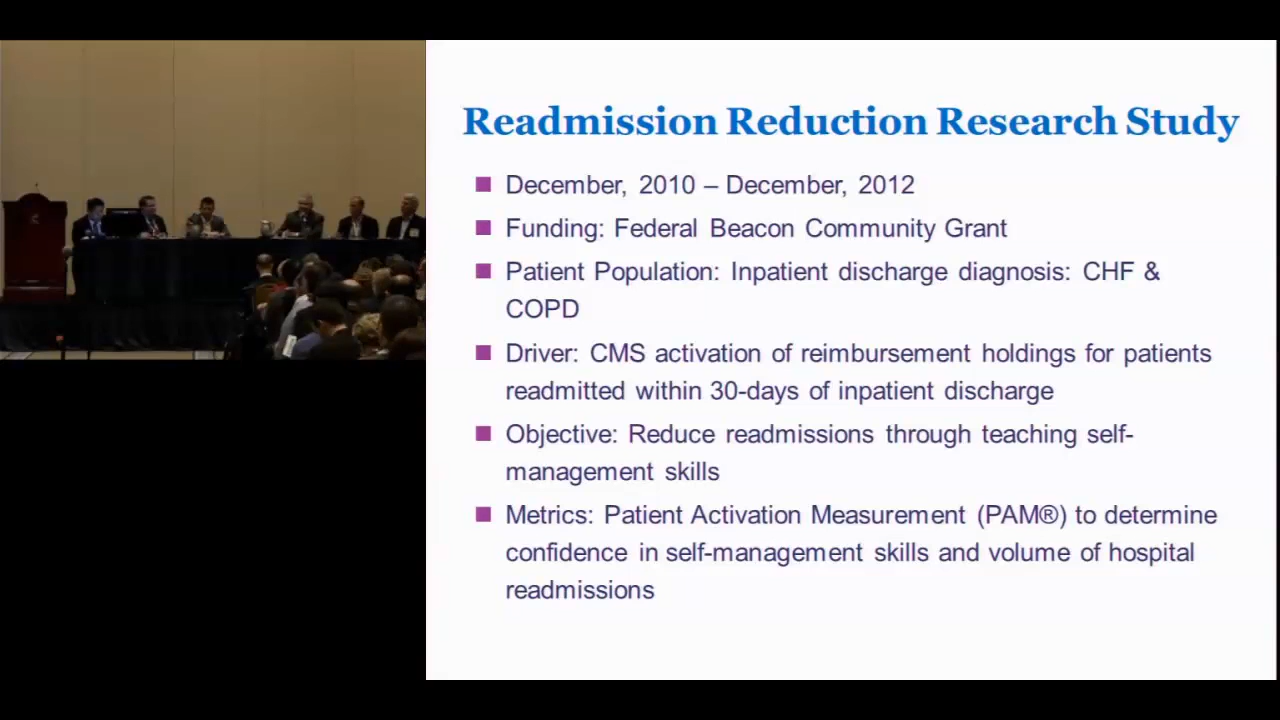 Readmission Reduction Research Study
December, 2010 – December, 2012
Funding: Federal Beacon Community Grant
Patient Population: Inpatient discharge diagnosis: CHF &
COPD
Driver: CMS activation of reimbursement holdings for patients
readmitted within 30-days of inpatient discharge
Objective: Reduce readmissions through teaching self-
management skills
Metrics: Patient Activation Measurement (PAM®) to determine
confidence in self-management skills and volume of hospital
readmissions